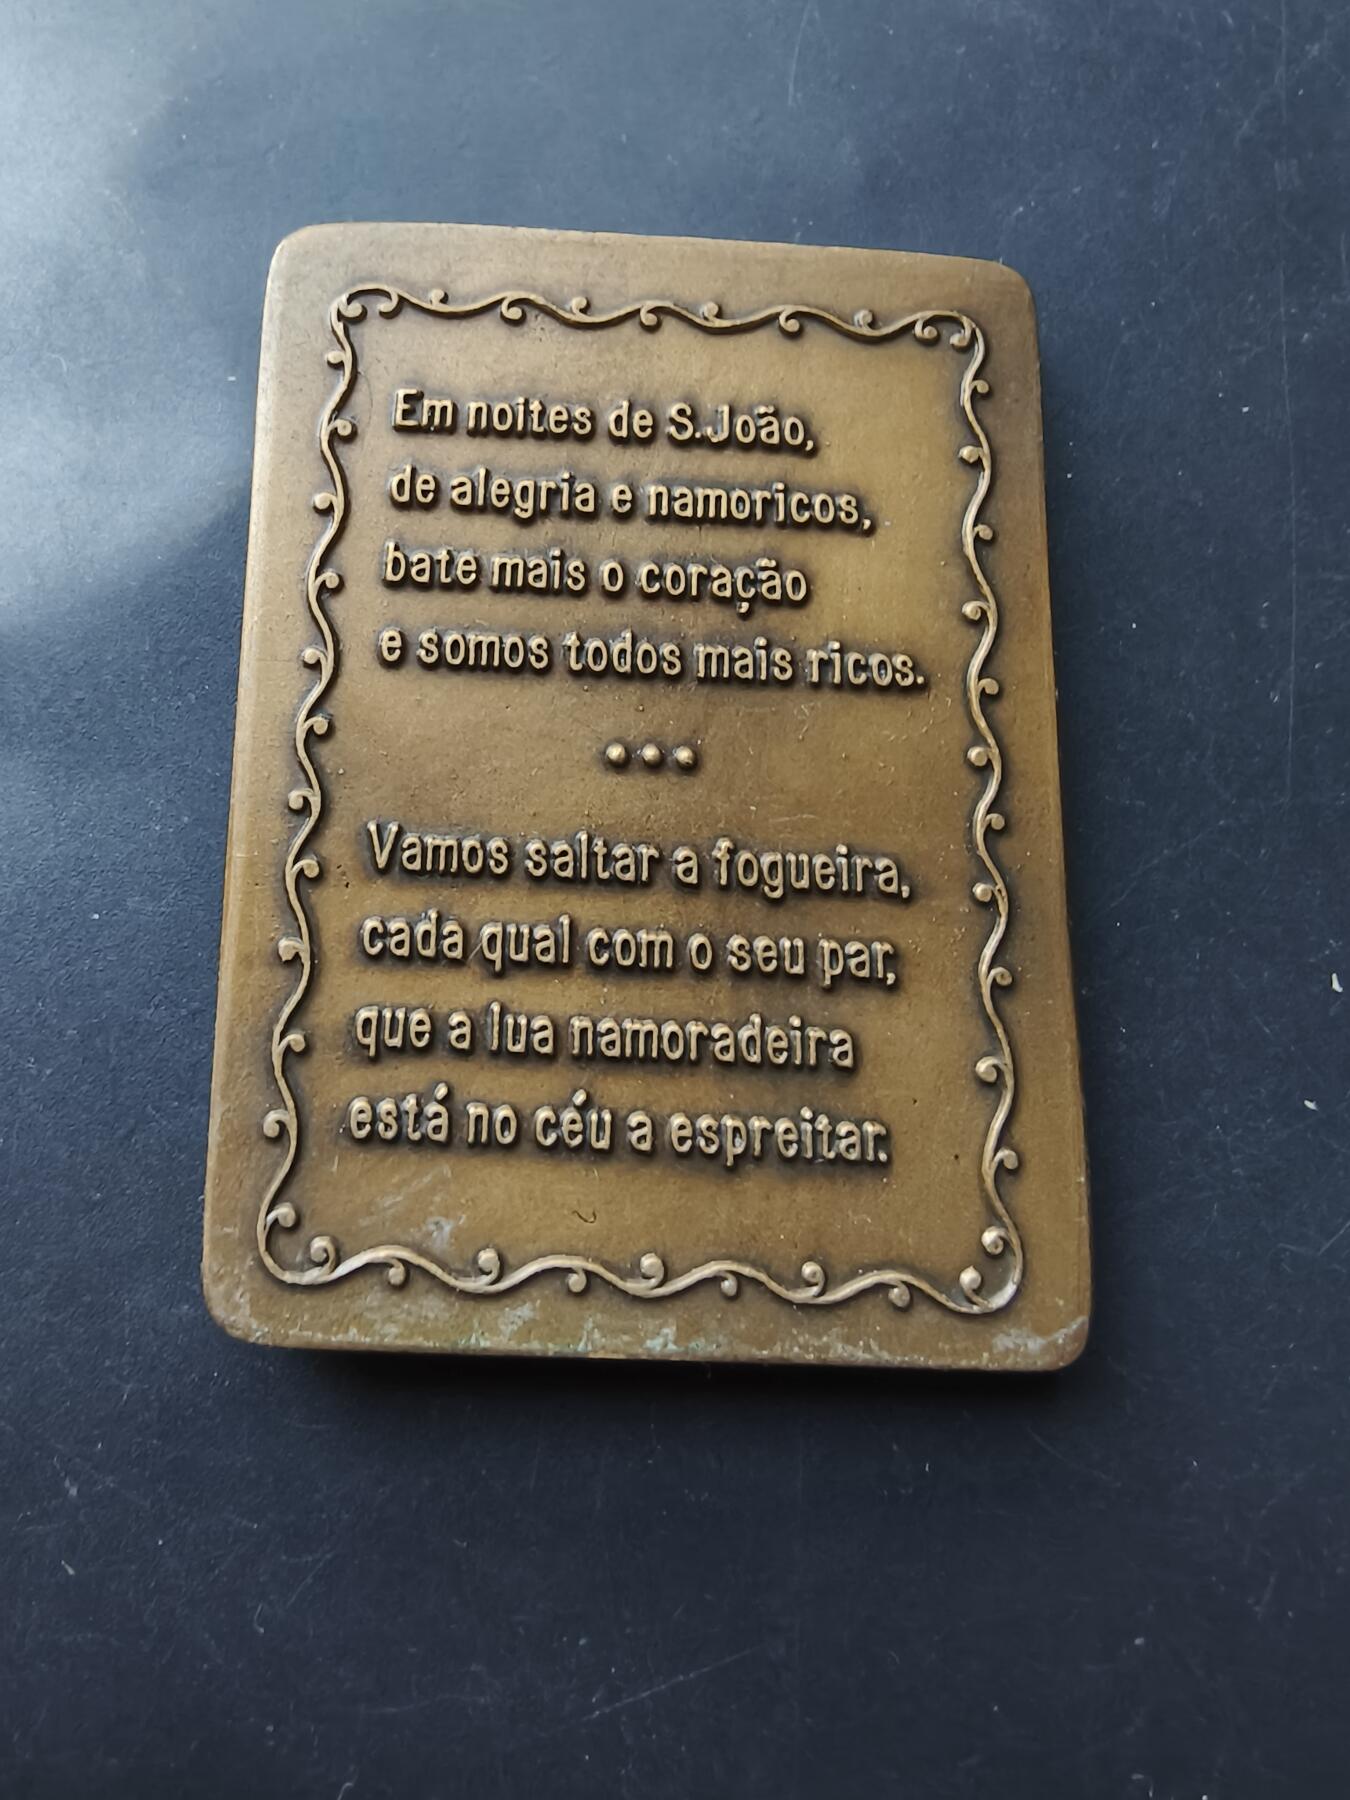 Em noites de S.João,
de alegria e namoricos,
bate mais o coração
e somos todos mais ricos.
•••
Vamos saltar a fogueira,
cada qual com o seu par,
que a lua namoradeira
está no céu a espreitar.